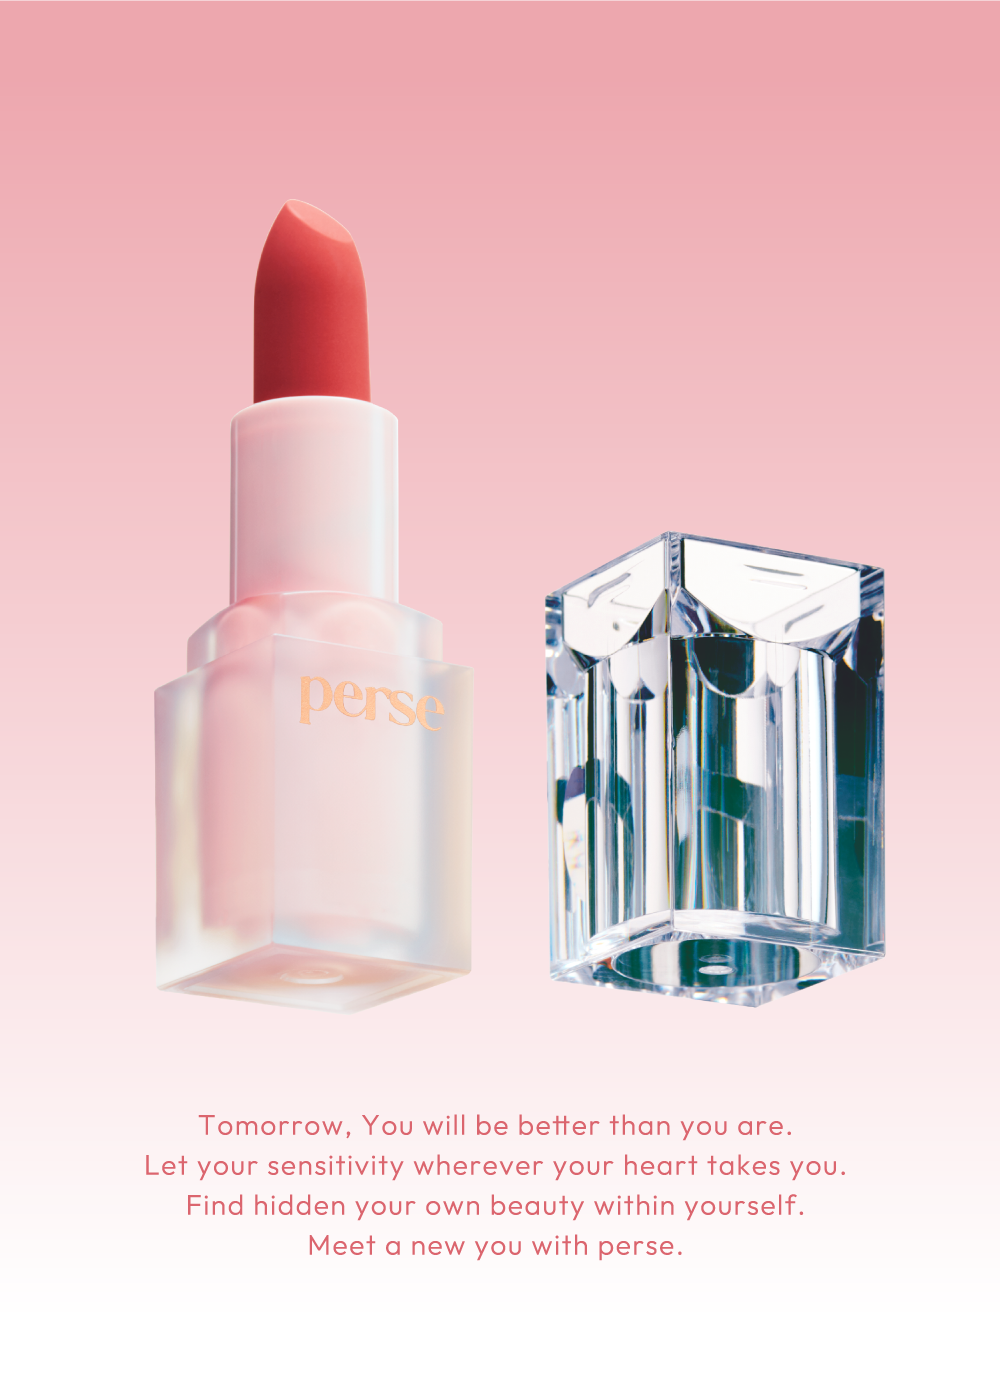 perse
Tomorrow, You will be better than you are.
Let your sensitivity wherever your heart takes you.
Find hidden your own beauty within yourself.
Meet a new you with perse.